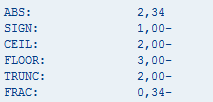 ABS: 2,34
SIGN: 1,00-
CEIL: 2,00-
FLOOR: 3,00-
TRUNC: 2,00-
FRAC: 0,34-